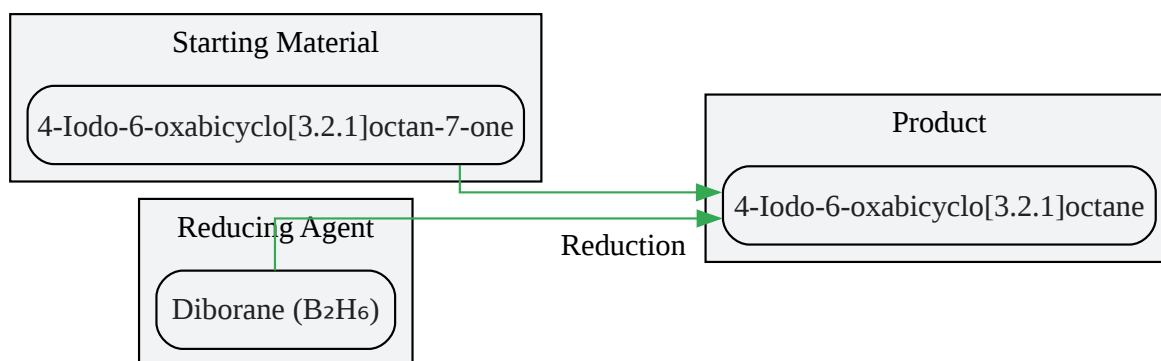 Starting Material
4-Iodo-6-oxabicyclo[3.2.1]octan-7-one
Reducing Agent
Diborane (B₂H₆)
Reduction
Product
4-Iodo-6-oxabicyclo[3.2.1]octane